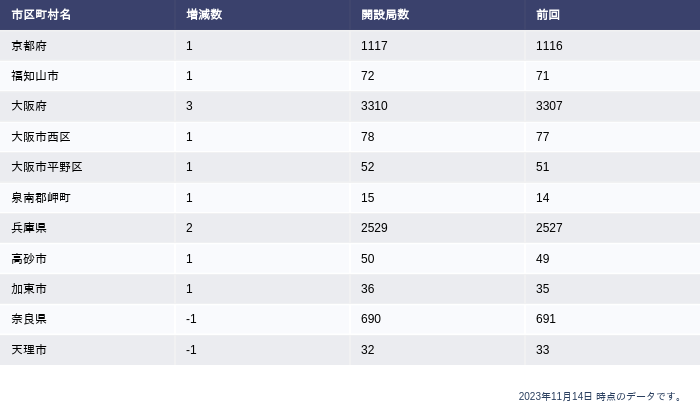 市区町村名 増減数 開設局数 前回
京都府 1 1117 1116
福知山市 1 72 71
大阪府 3 3310 3307
大阪市西区 1 78 77
大阪市平野区 1 52 51
泉南郡岬町 1 15 14
兵庫県 2 2529 2527
高砂市 1 50 49
加東市 1 36 35
奈良県 -1 690 691
天理市 -1 32 33
2023年11月14日 時点のデータです。